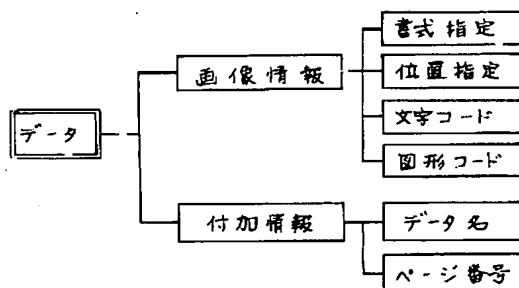 書式指定
画像情報
位置指定
文字コード
データ
図形コード
付加情報
データ名
ページ番号